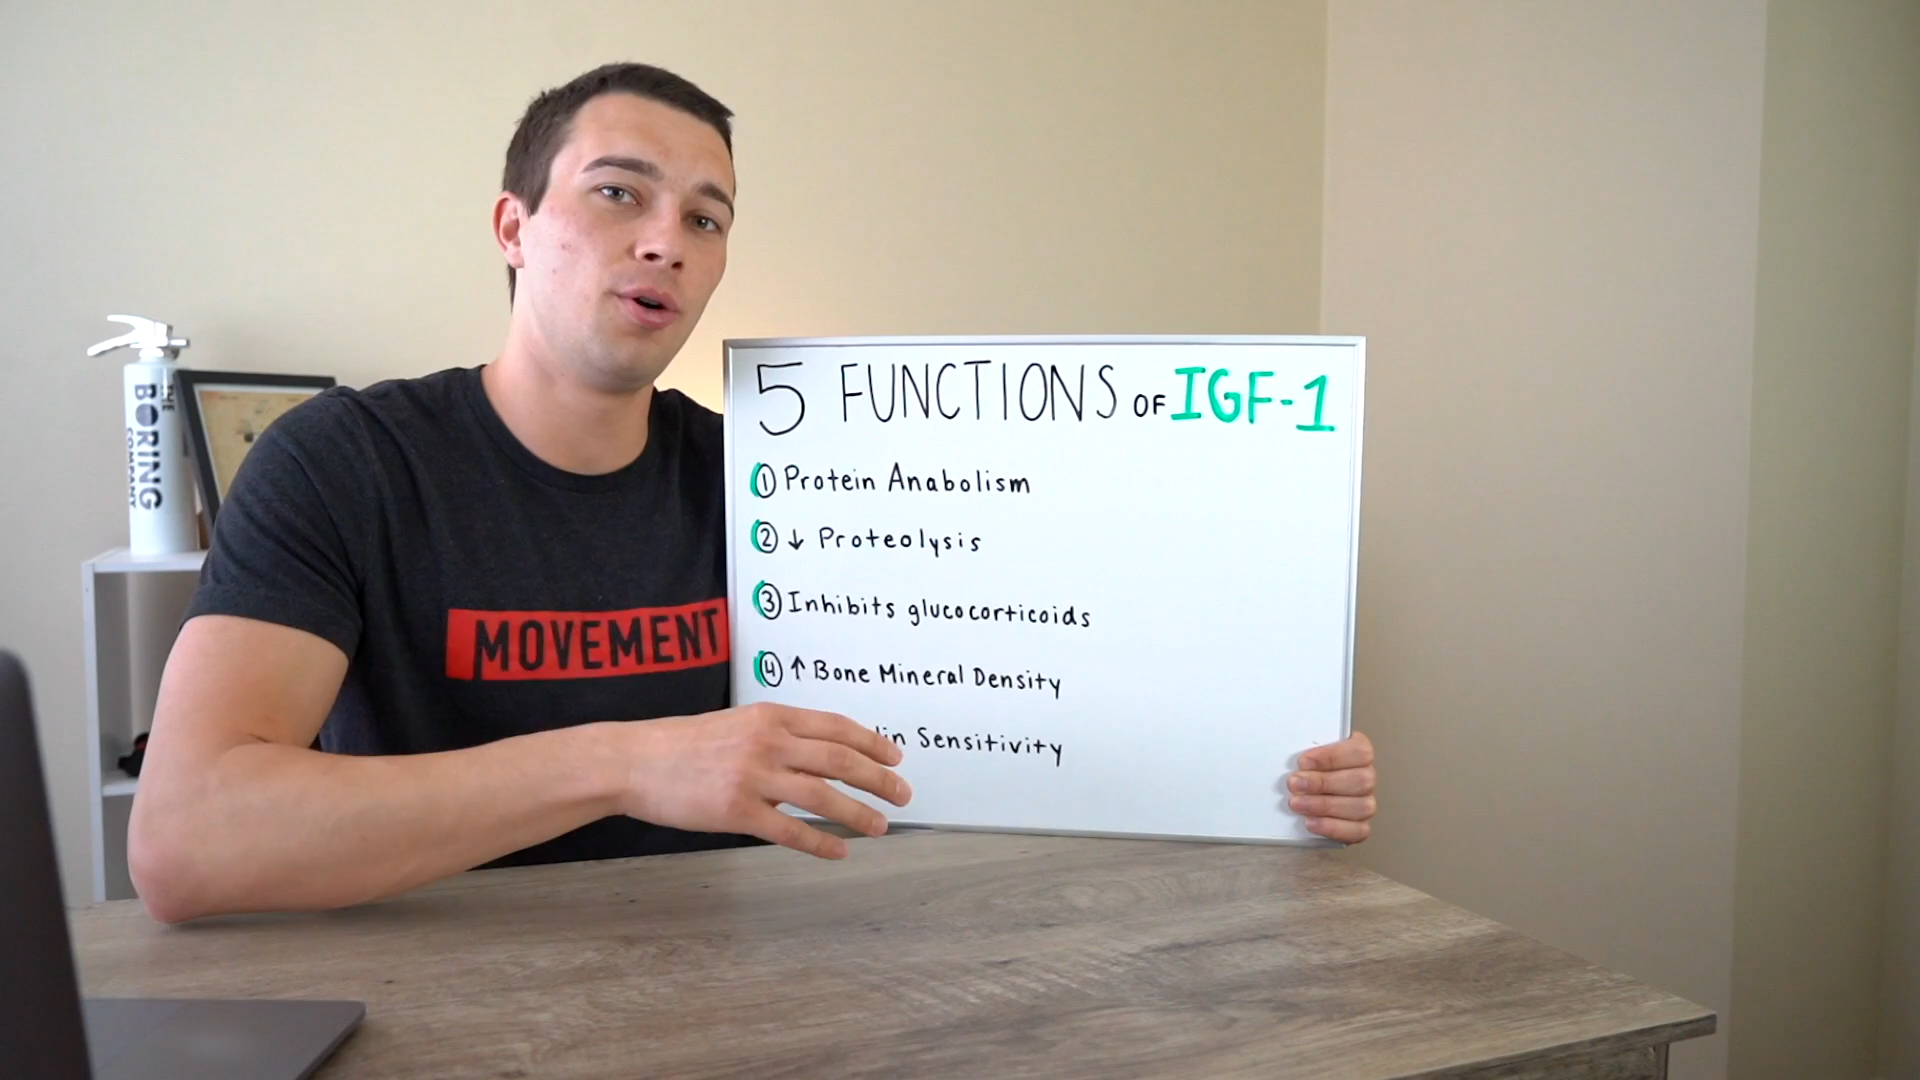 5 FUNCTIONS OF IGF-1
① Protein Anabolism
② ↓ Proteolysis
③ Inhibits glucocorticoids
④ ↑ Bone Mineral Density
Sensitivity
MOVEMENT
THE
BORING
COMPANY